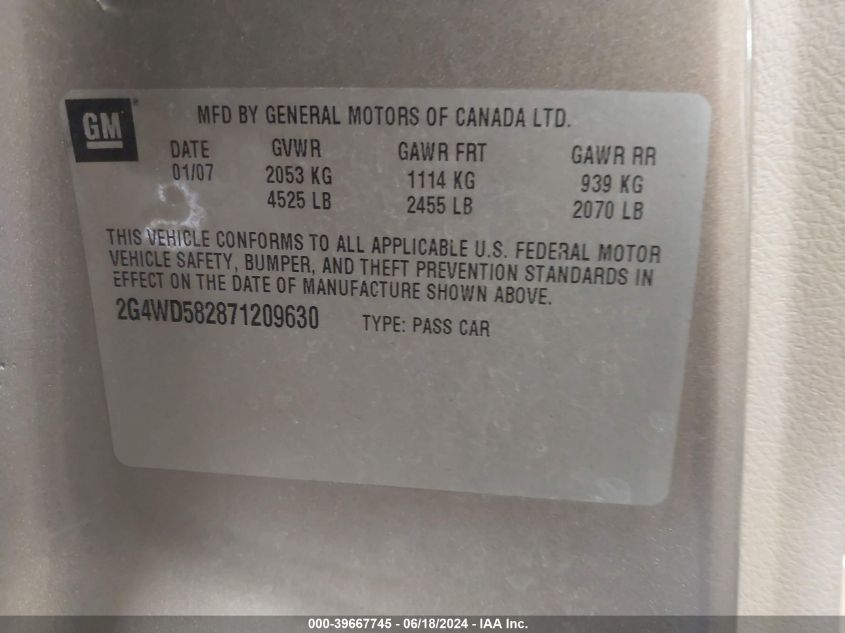 GM
MFD BY GENERAL MOTORS OF CANADA LTD.
DATE GVWR GAWR FRT GAWR RR
01/07 2053 KG 1114 KG 939 KG
4525 LB 2455 LB 2070 LB
THIS VEHICLE CONFORMS TO ALL APPLICABLE U.S. FEDERAL MOTOR
VEHICLE SAFETY, BUMPER, AND THEFT PREVENTION STANDARDS IN
EFFECT ON THE DATE OF MANUFACTURE SHOWN ABOVE.
2G4WD582871209630 TYPE: PASS CAR
000-39667745 - 06/18/2024 - IAA Inc.